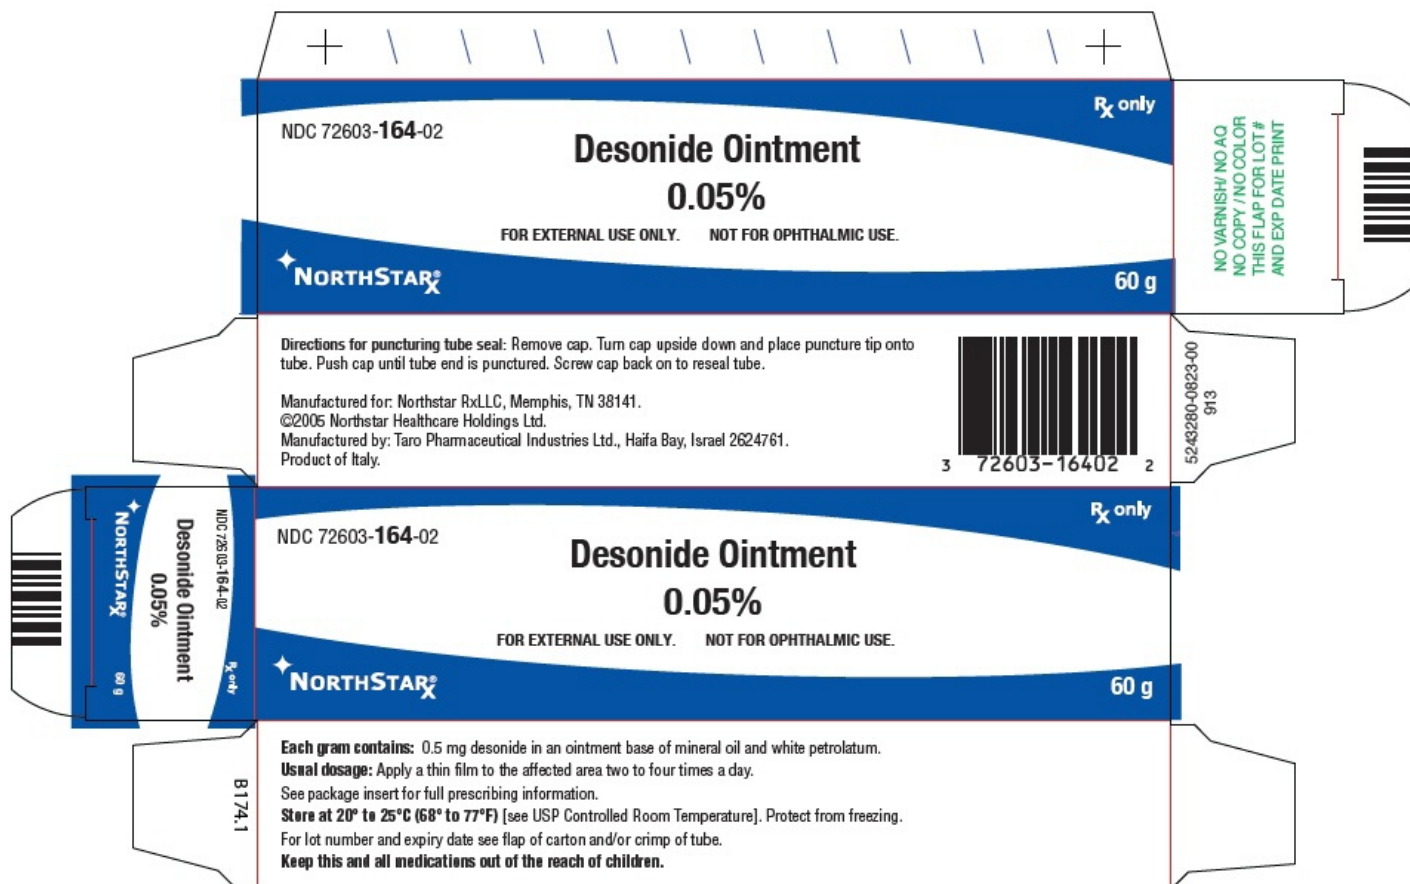 NDC 72603-164-02
Rx only
Desonide Ointment
0.05%
FOR EXTERNAL USE ONLY. NOT FOR OPHTHALMIC USE.
NORTHSTARx®
60 g
NO VARNISH/ NO AQ
NO COPY / NO COLOR
THIS FLAP FOR LOT #
AND EXP DATE PRINT
Directions for puncturing tube seal: Remove cap. Turn cap upside down and place puncture tip onto
tube. Push cap until tube end is punctured. Screw cap back on to reseal tube.
Manufactured for: Northstar RxLLC, Memphis, TN 38141.
©2005 Northstar Healthcare Holdings Ltd.
Manufactured by: Taro Pharmaceutical Industries Ltd., Haifa Bay, Israel 2624761.
Product of Italy.
3 72603-16402 2
5243280-0823-00
913
NDC 72603-164-02
Rx only
Desonide Ointment
0.05%
NORTHSTARx®
60 g
NDC 72603-164-02
Rx only
Desonide Ointment
0.05%
FOR EXTERNAL USE ONLY. NOT FOR OPHTHALMIC USE.
NORTHSTARx®
60 g
B174.1
Each gram contains: 0.5 mg desonide in an ointment base of mineral oil and white petrolatum.
Usual dosage: Apply a thin film to the affected area two to four times a day.
See package insert for full prescribing information.
Store at 20° to 25°C (68° to 77°F) [see USP Controlled Room Temperature]. Protect from freezing.
For lot number and expiry date see flap of carton and/or crimp of tube.
Keep this and all medications out of the reach of children.